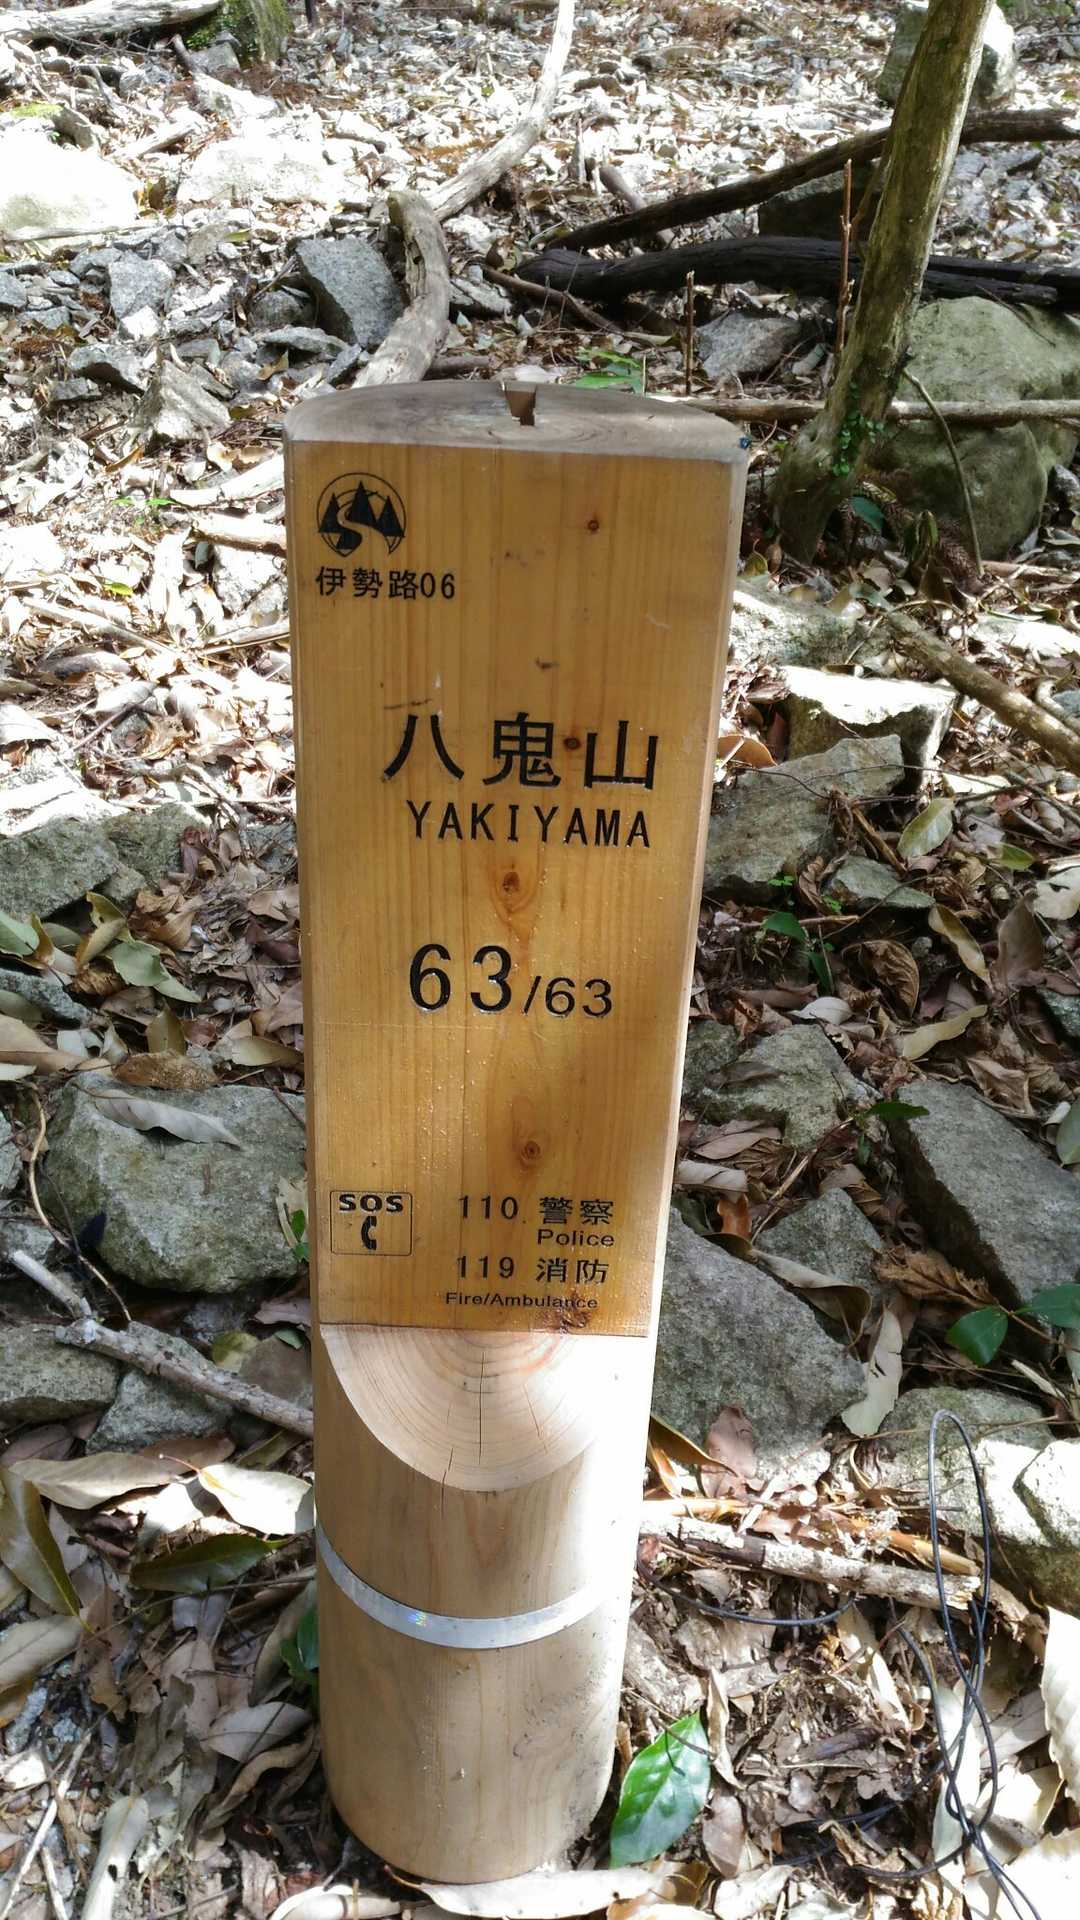 伊勢路06
八鬼山
YAKIYAMA
63/63
SOS
110 警察
Police
119 消防
Fire/Ambulance